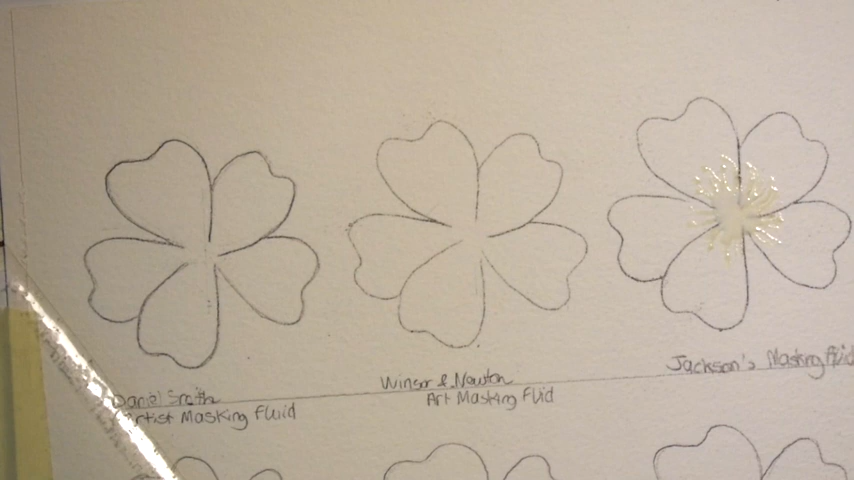 Daniel Smith
Artist Masking Fluid
Winsor & Newton
Art Masking Fluid
Jackson's Masking Fluid